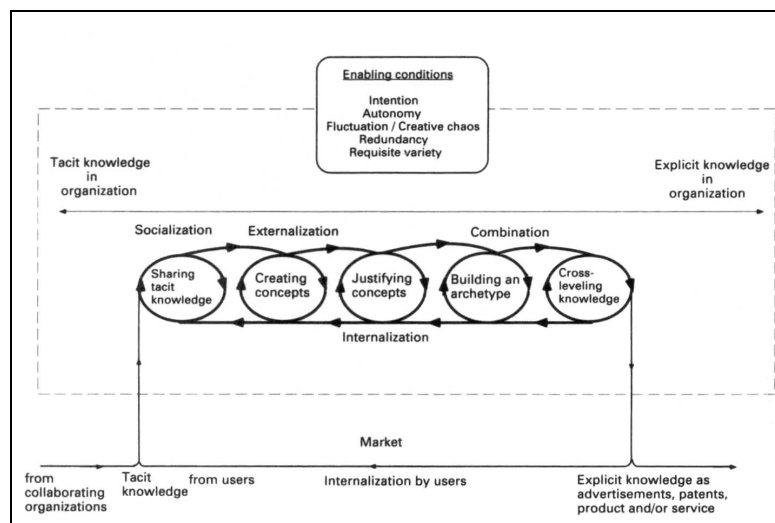 Enabling conditions
Intention
Autonomy
Fluctuation / Creative chaos
Redundancy
Requisite variety
Tacit knowledge
in
organization
Explicit knowledge
in
organization
Socialization
Externalization
Combination
Sharing
tacit
knowledge
Creating
concepts
Justifying
concepts
Building an
archetype
Cross-
leveling
knowledge
Internalization
Market
from
collaborating
organizations
Tacit
knowledge
from users
Internalization by users
Explicit knowledge as
advertisements, patents,
product and/or service